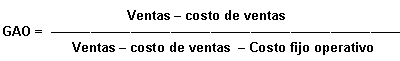 Ventas – costo de ventas
GAO =
Ventas – costo de ventas – Costo fijo operativo